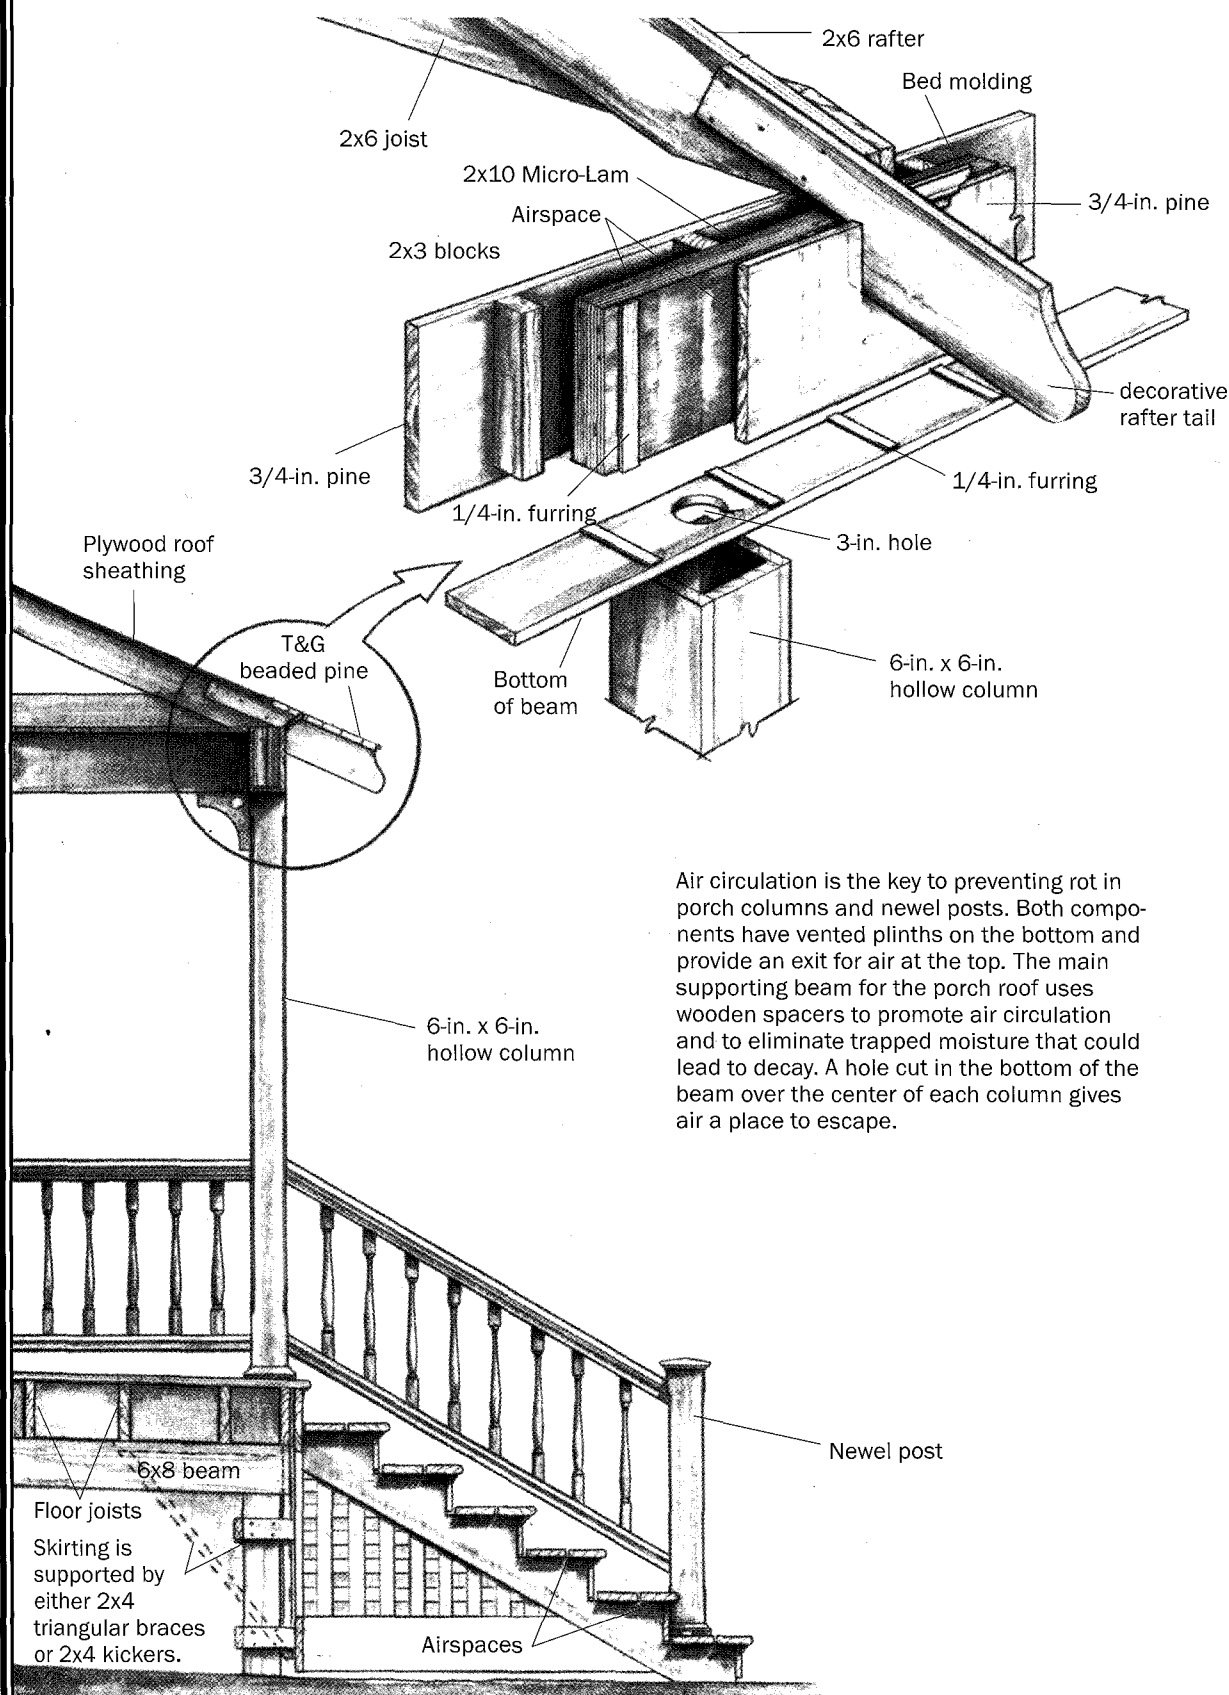 2x6 rafter
Bed molding
2x6 joist
2x10 Micro-Lam
3/4-in. pine
Airspace
2x3 blocks
decorative
rafter tail
3/4-in. pine
1/4-in. furring
1/4-in. furring
3-in. hole
Plywood roof
sheathing
T&G
beaded pine
Bottom
of beam
6-in. x 6-in.
hollow column
Air circulation is the key to preventing rot in
porch columns and newel posts. Both compo-
nents have vented plinths on the bottom and
provide an exit for air at the top. The main
supporting beam for the porch roof uses
wooden spacers to promote air circulation
and to eliminate trapped moisture that could
lead to decay. A hole cut in the bottom of the
beam over the center of each column gives
air a place to escape.
6-in. x 6-in.
hollow column
Newel post
6x8 beam
Floor joists
Skirting is
supported by
either 2x4
triangular braces
or 2x4 kickers.
Airspaces